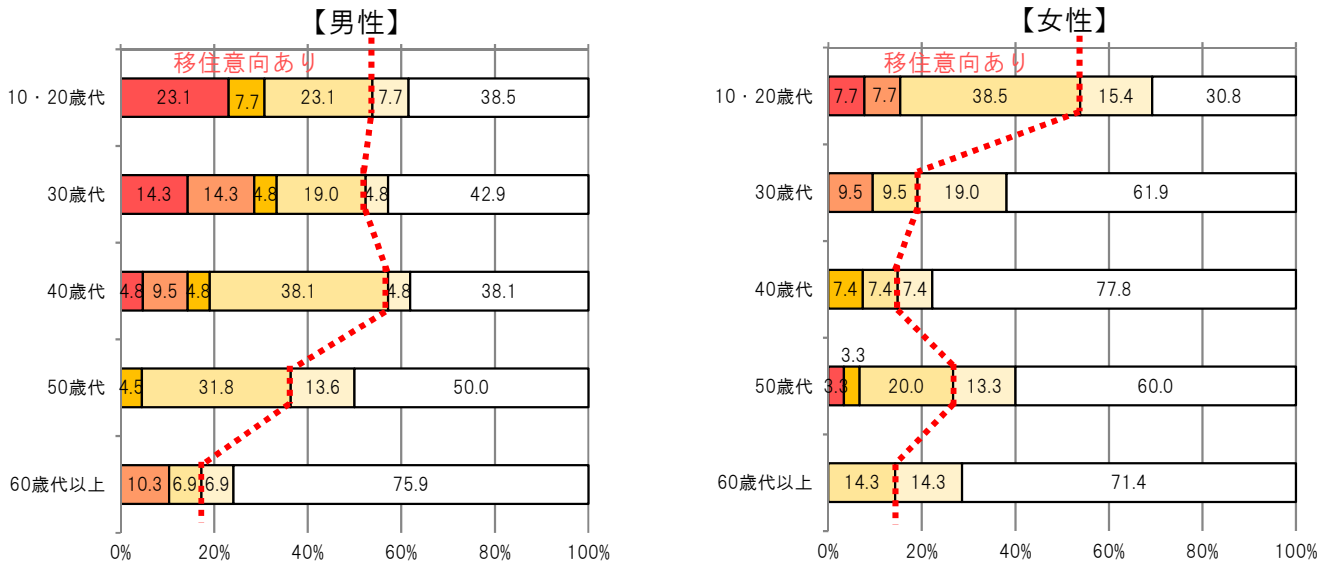 【男性】
移住意向あり
10・20歳代 23.1 7.7 23.1 7.7 38.5
30歳代 14.3 14.3 4.8 19.0 4.8 42.9
40歳代 4.8 9.5 4.8 38.1 4.8 38.1
50歳代 4.5 31.8 13.6 50.0
60歳代以上 10.3 6.9 6.9 75.9
0% 20% 40% 60% 80% 100%
【女性】
移住意向あり
10・20歳代 7.7 7.7 38.5 15.4 30.8
30歳代 9.5 9.5 19.0 61.9
40歳代 7.4 7.4 7.4 77.8
3.3
50歳代 3.3 20.0 13.3 60.0
60歳代以上 14.3 14.3 71.4
0% 20% 40% 60% 80% 100%